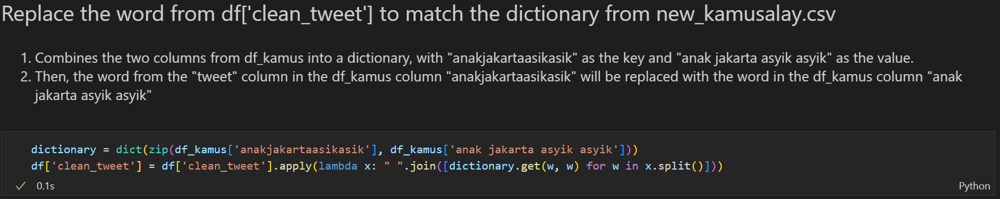 Replace the word from df['clean_tweet'] to match the dictionary from new_kamusalay.csv
1. Combines the two columns from df_kamus into a dictionary, with "anakjakartaasikasik" as the key and "anak jakarta asyik asyik" as the value.
2. Then, the word from the "tweet" column in the df_kamus column "anakjakartaasikasik" will be replaced with the word in the df_kamus column "anak
jakarta asyik asyik"
dictionary = dict(zip(df_kamus['anakjakartaasikasik'], df_kamus['anak jakarta asyik asyik']))
df['clean_tweet'] = df['clean_tweet'].apply(lambda x: " ".join([dictionary.get(w, w) for w in x.split()]))
0.1s Python